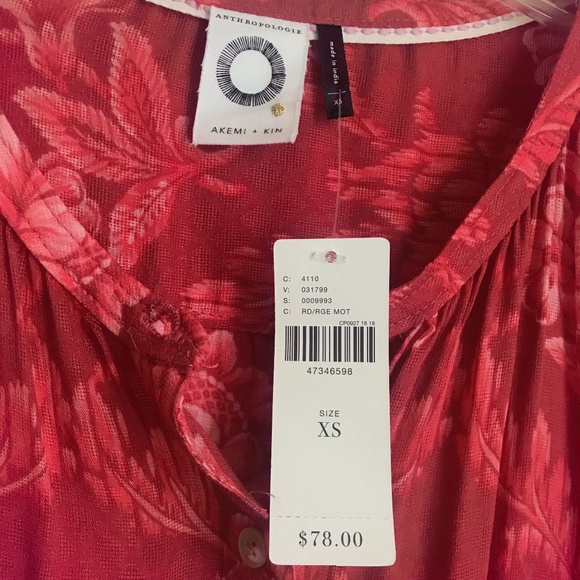 ANTHROPOLOGIE
AKEMI + KIN
made in india
XS
C: 4110
V: 031799
S: 0009993
C: RD/RGE MOT
CP0927 18 18
47346598
SIZE
XS
$78.00